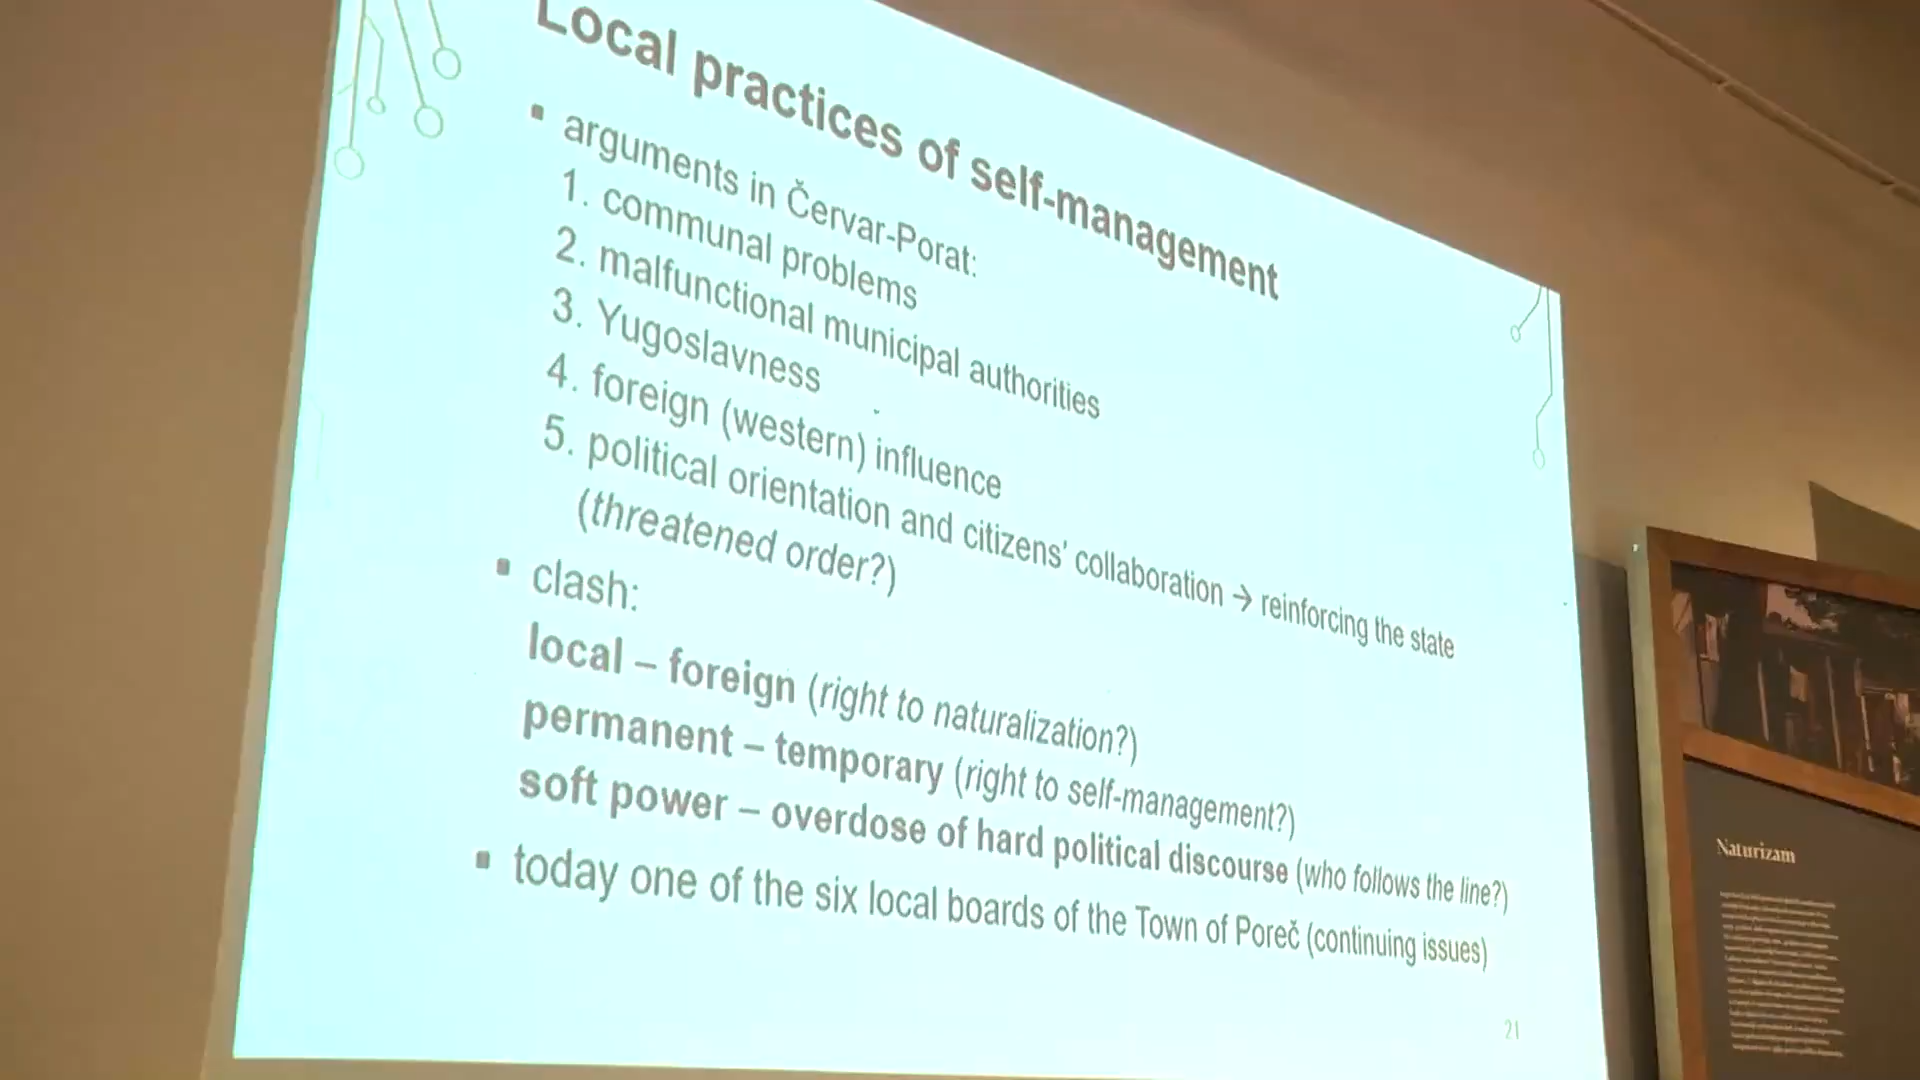 Local practices of self-management
▪ arguments in Červar-Porat:
1. communal problems
2. malfunctional municipal authorities
3. Yugoslavness
4. foreign (western) influence
5. political orientation and citizens' collaboration → reinforcing the state
(threatened order?)
▪ clash:
local – foreign (right to naturalization?)
permanent – temporary (right to self-management?)
soft power – overdose of hard political discourse (who follows the line?)
▪ today one of the six local boards of the Town of Poreč (continuing issues)
21
Naturizam